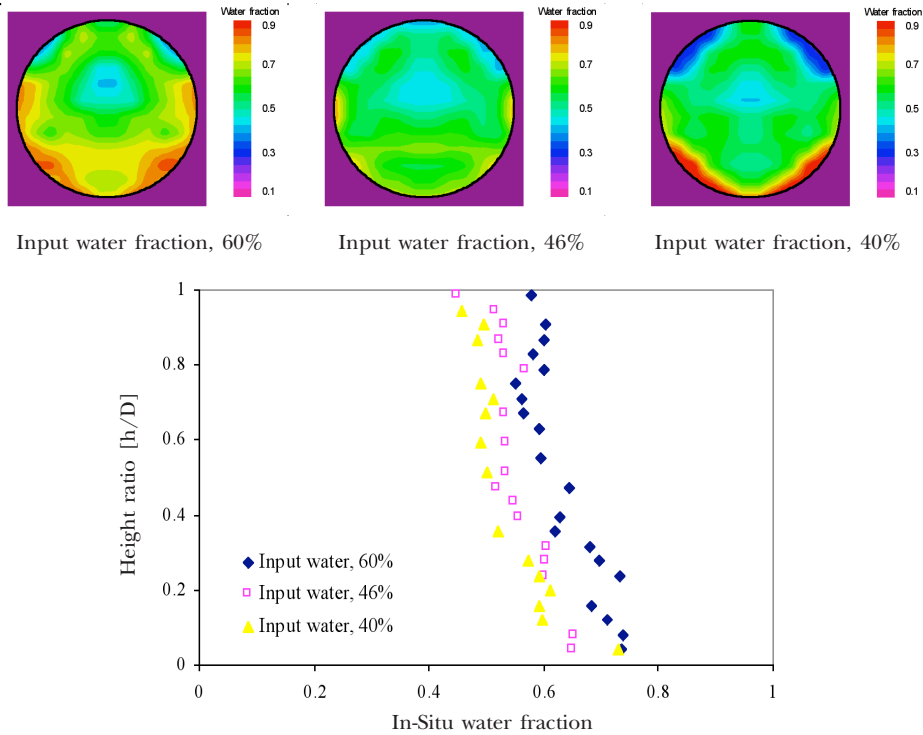 Water fraction
0.9
0.7
0.5
0.3
0.1
Water fraction
0.9
0.7
0.5
0.3
0.1
Water fraction
0.9
0.7
0.5
0.3
0.1
Input water fraction, 60%
Input water fraction, 46%
Input water fraction, 40%
1
0.8
0.6
0.4
0.2
0
Height ratio [h/D]
Input water, 60%
Input water, 46%
Input water, 40%
0
0.2
0.4
0.6
0.8
1
In-Situ water fraction